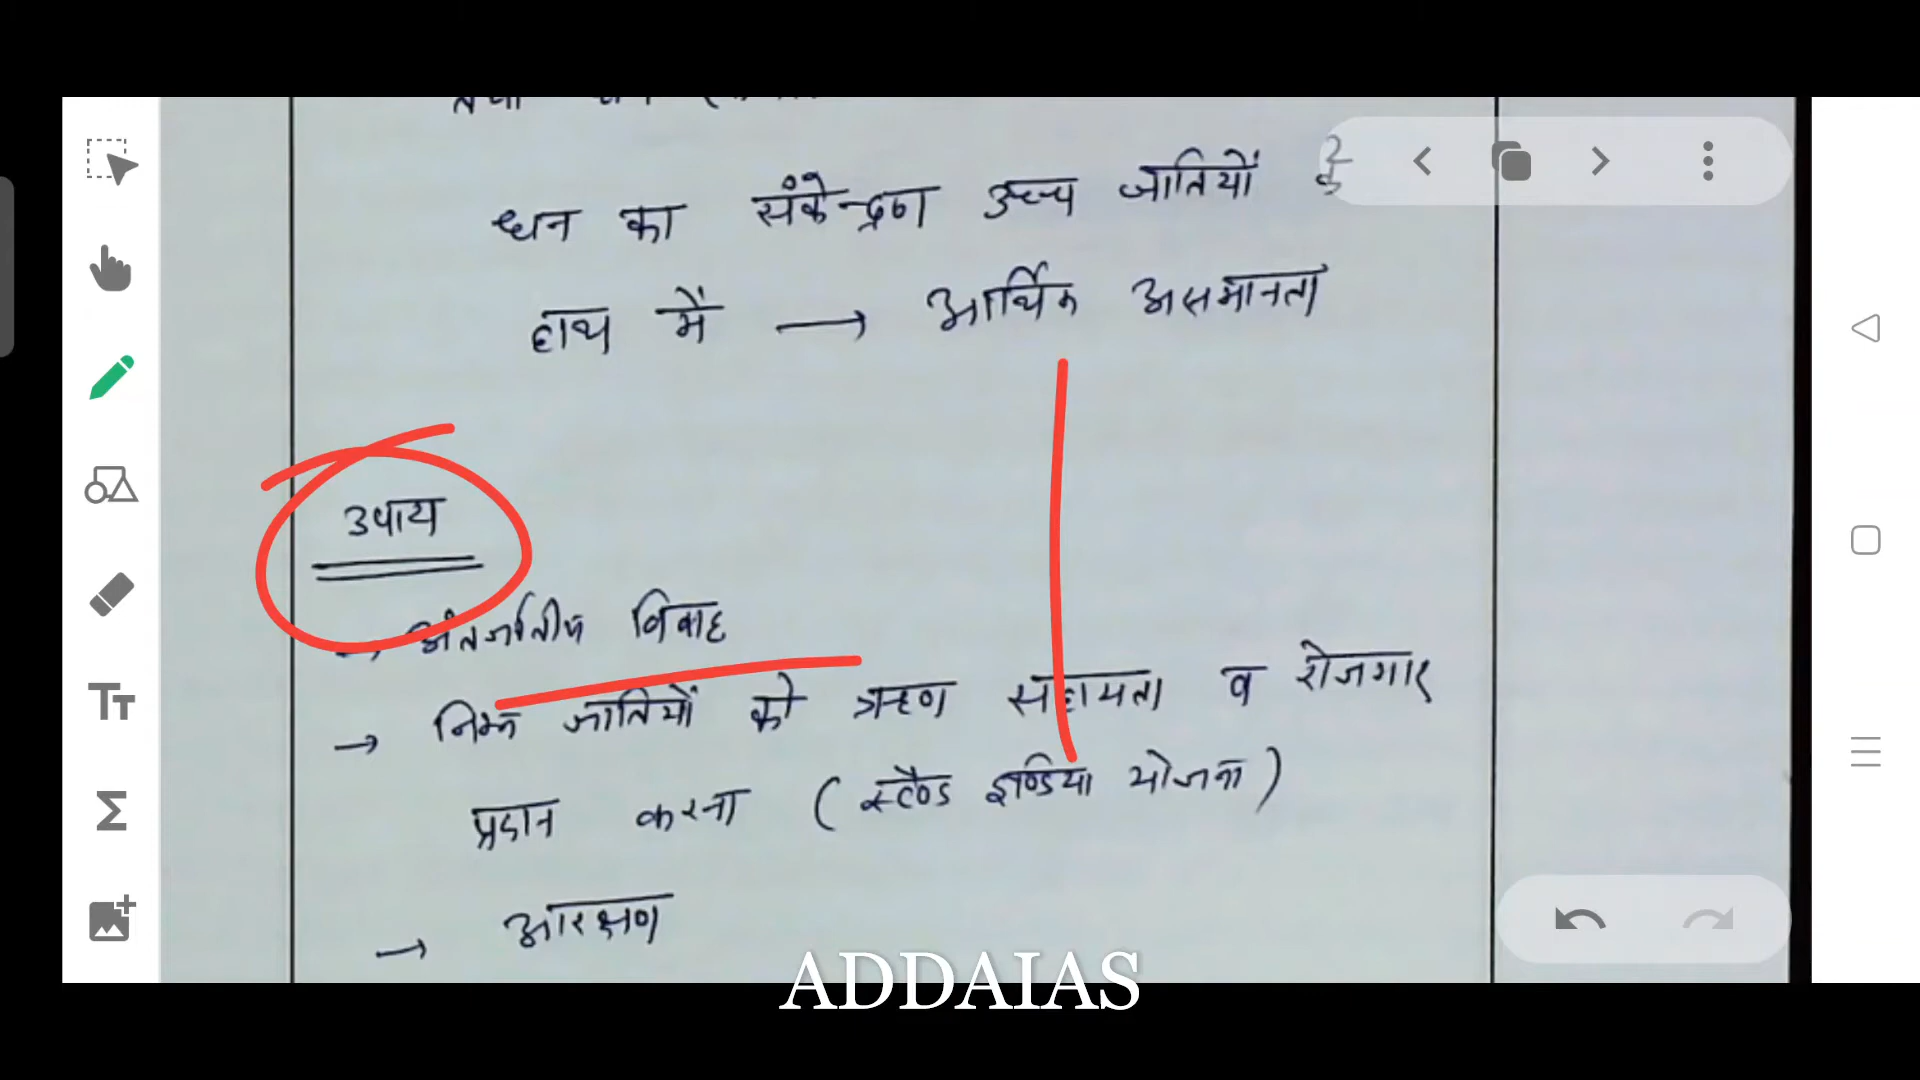 तथा
धन का संकेन्द्रण उच्च जातियों के
हाथ में → आर्थिक असमानता
उपाय
→ अंतर्जातीय विवाह
→ निम्न जातियों को ऋण सहायता व रोजगार
प्रदान करना (स्टैंड इण्डिया योजना)
→ आरक्षण
ADDAIAS